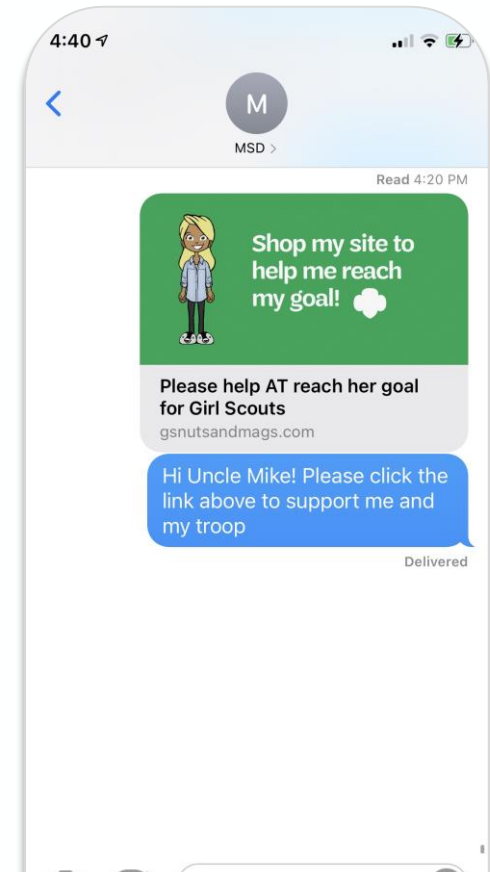 4:40
M
MSD >
Read 4:20 PM
Shop my site to
help me reach
my goal!
Please help AT reach her goal
for Girl Scouts
gsnutsandmags.com
Hi Uncle Mike! Please click the
link above to support me and
my troop
Delivered